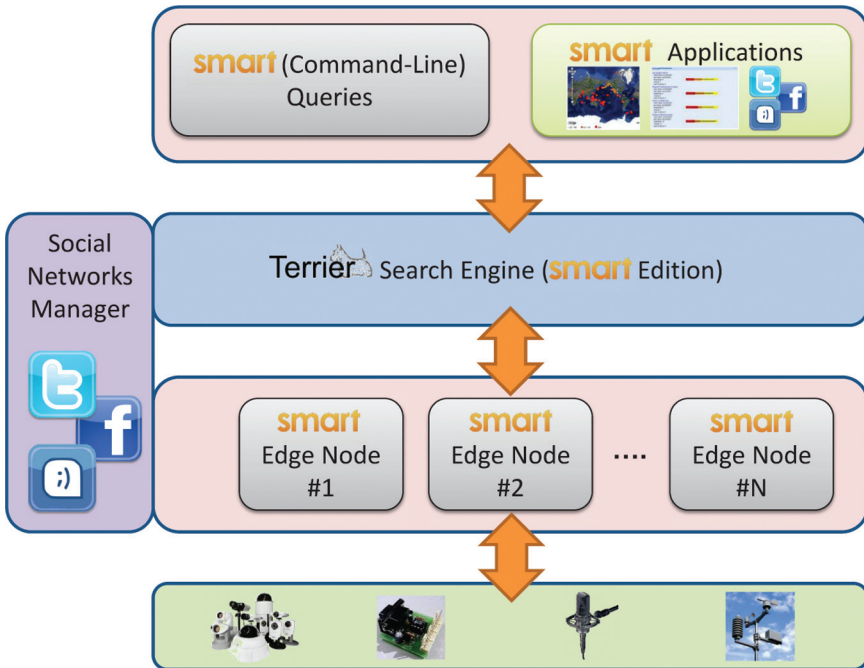 smart (Command-Line)
Queries
smart Applications
Social
Networks
Manager
Terrier Search Engine (smart Edition)
smart
Edge Node
#1
smart
Edge Node
#2
....
smart
Edge Node
#N